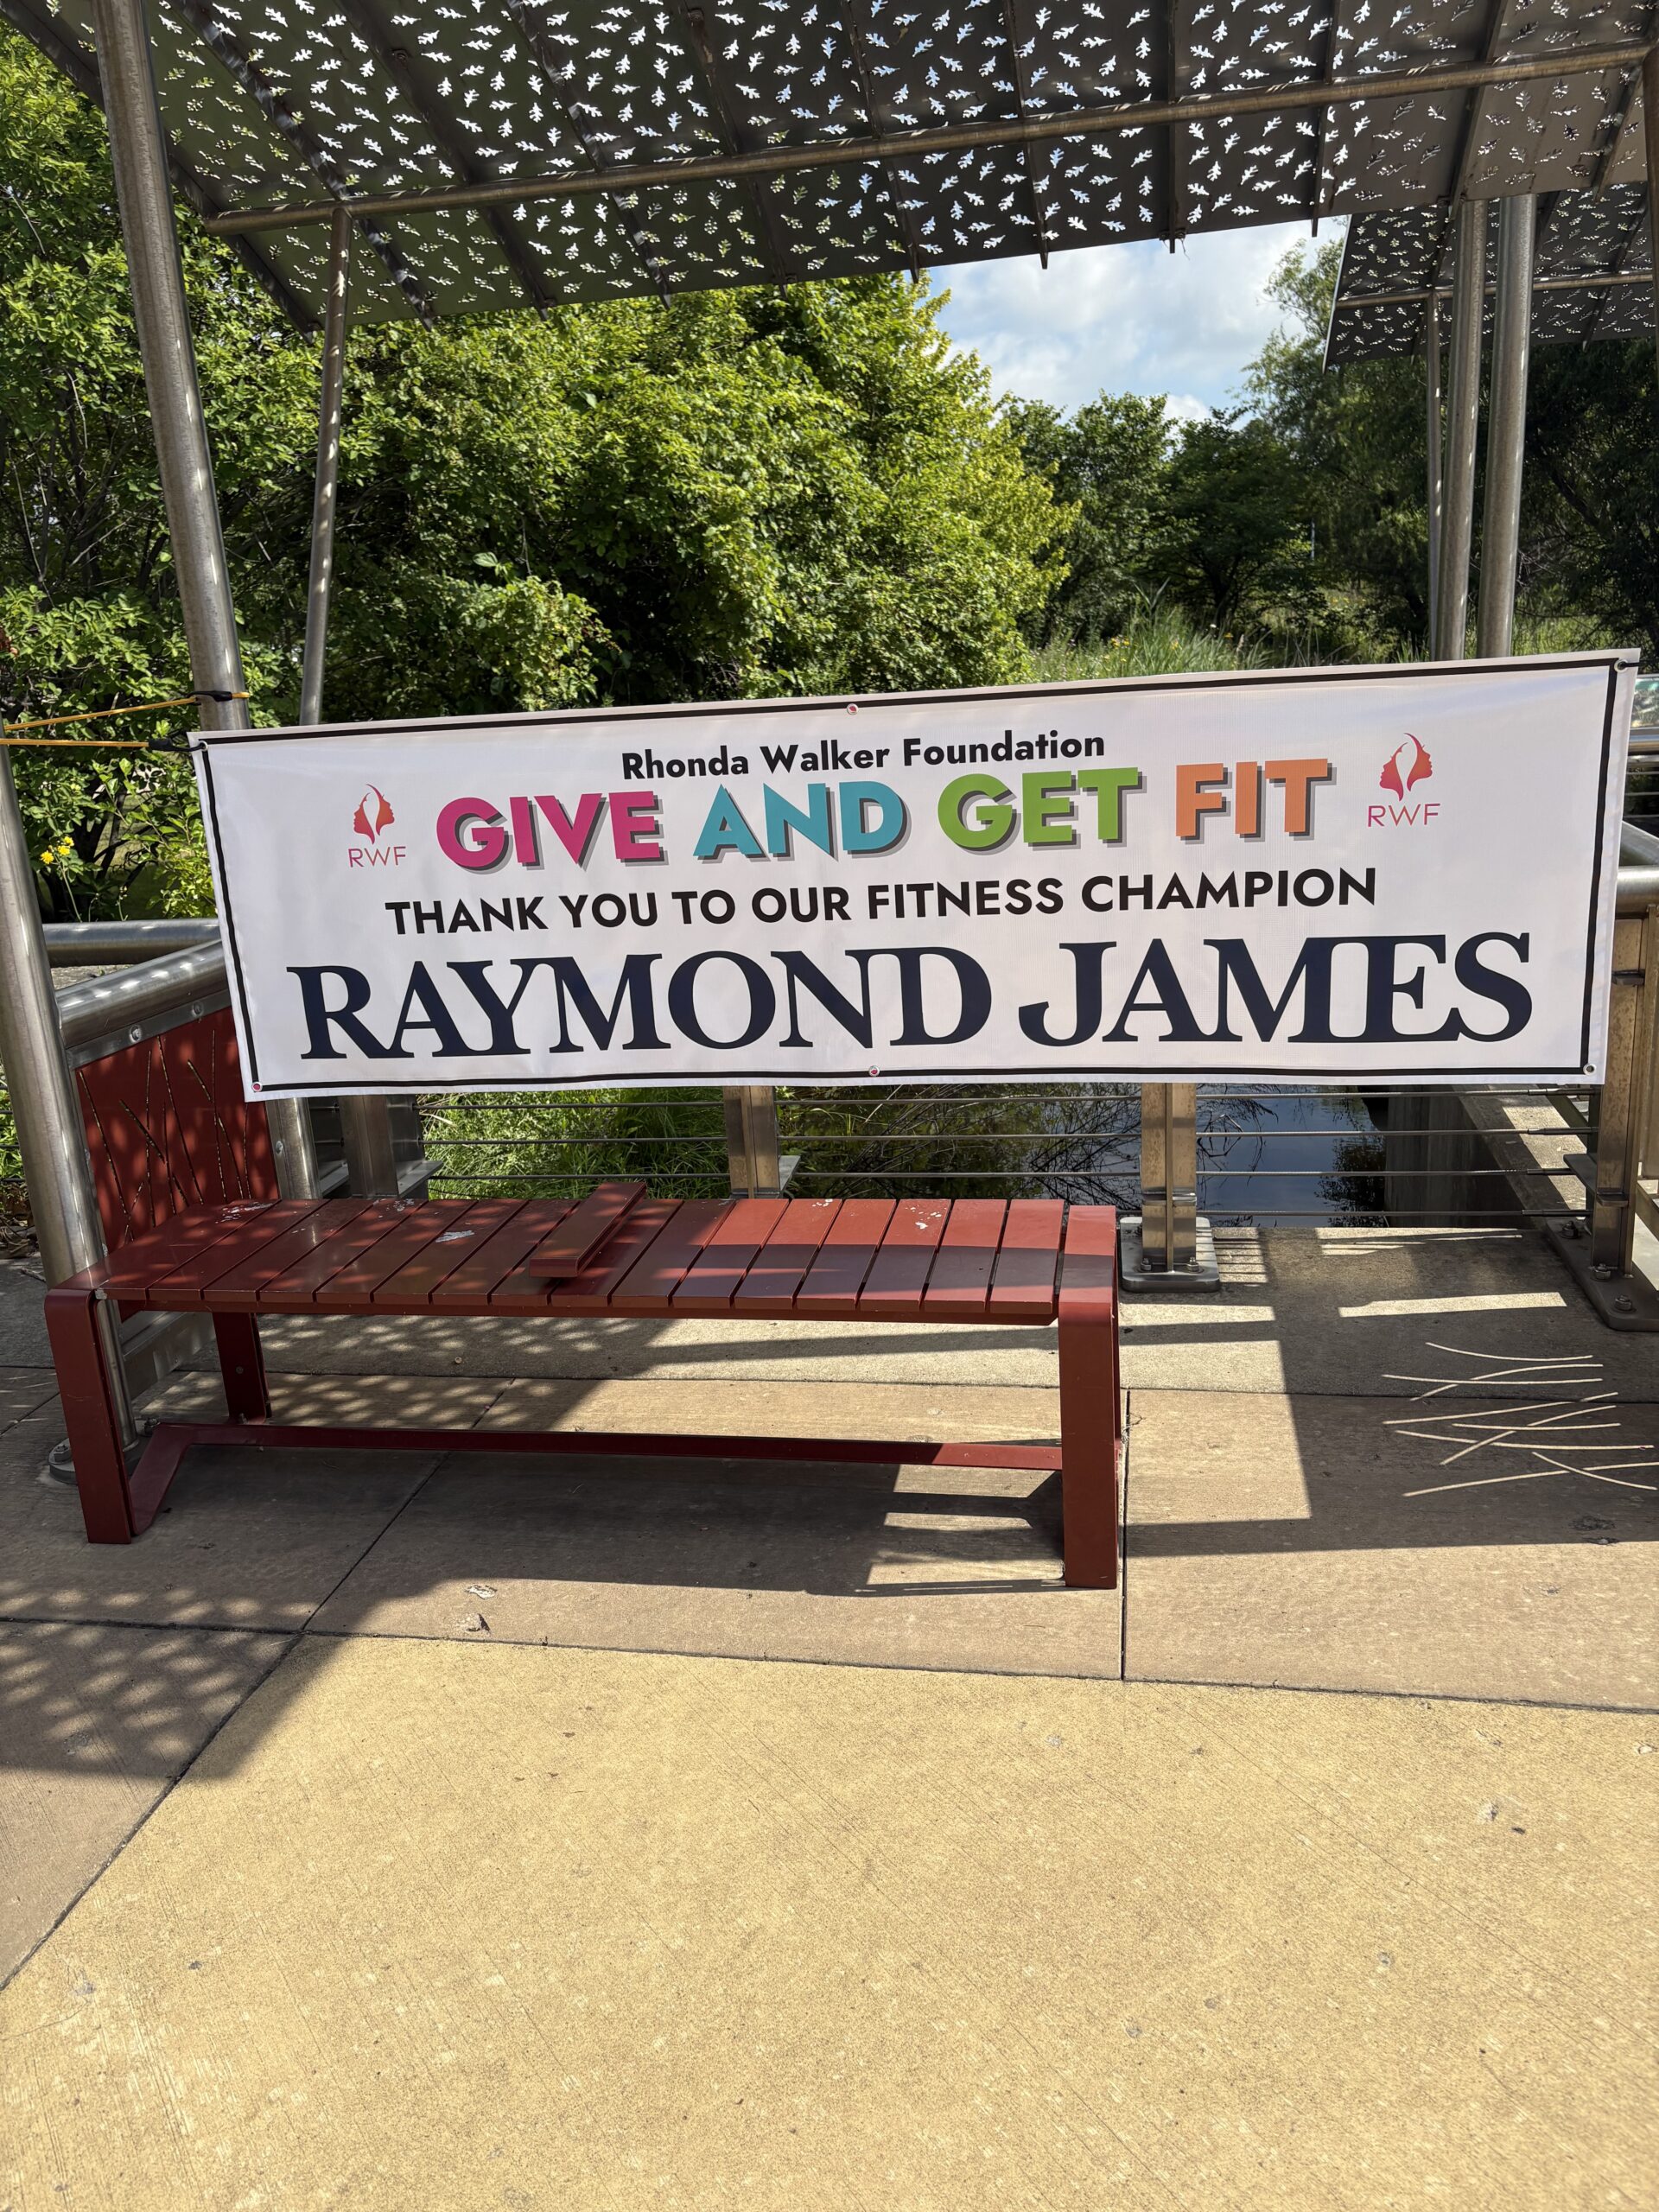 Rhonda Walker Foundation
GIVE AND GET FIT
RWF
RWF
THANK YOU TO OUR FITNESS CHAMPION
RAYMOND JAMES